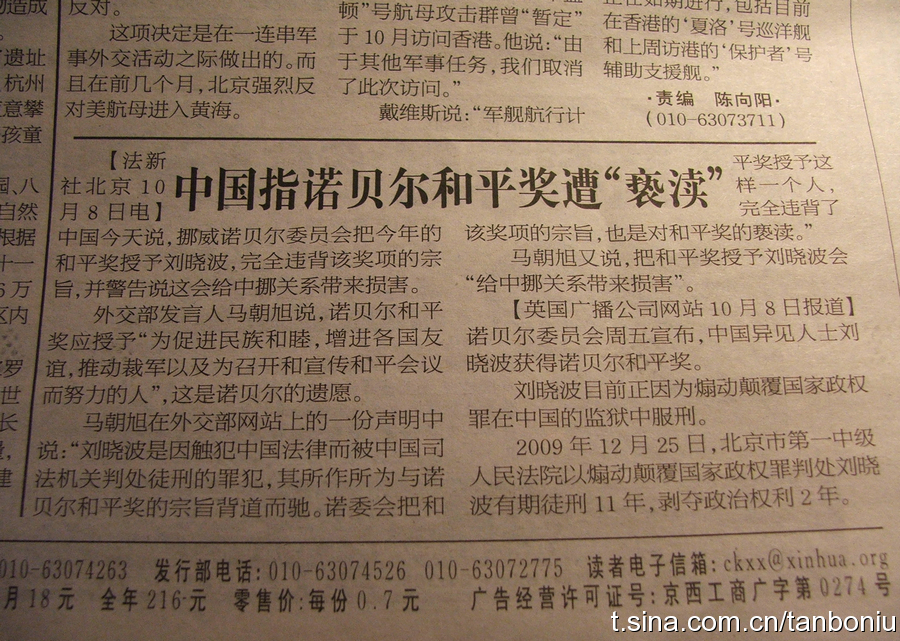 反对。
这项决定是在一连串军
事外交活动之际做出的。而
且在前几个月,北京强烈反
对美航母进入黄海。
顿”号航母攻击群曾“暂定”
于10月访问香港。他说:“由
于其他军事任务,我们取消
了此次访问。”
戴维斯说:“军舰航行计
在香港的‘夏洛’号巡洋舰
和上周访港的‘保护者’号
辅助支援舰。”
·责编 陈向阳·
(010-63073711)
遗址
杭州
意攀
孩童
园、八
自然
根据
十一
6万
区内
罗
世
长
建
中国指诺贝尔和平奖遭“亵渎”
【法新
社北京10
月8日电】
中国今天说,挪威诺贝尔委员会把今年的
和平奖授予刘晓波,完全违背该奖项的宗
旨,并警告说这会给中挪关系带来损害。
外交部发言人马朝旭说,诺贝尔和平
奖应授予“为促进民族和睦,增进各国友
谊,推动裁军以及为召开和宣传和平会议
而努力的人”,这是诺贝尔的遗愿。
马朝旭在外交部网站上的一份声明中
说:“刘晓波是因触犯中国法律而被中国司
法机关判处徒刑的罪犯,其所作所为与诺
贝尔和平奖的宗旨背道而驰。诺委会把和
平奖授予这
样一个人,
完全违背了
该奖项的宗旨,也是对和平奖的亵渎。”
马朝旭又说,把和平奖授予刘晓波会
“给中挪关系带来损害”。
【英国广播公司网站10月8日报道】
诺贝尔委员会周五宣布,中国异见人士刘
晓波获得诺贝尔和平奖。
刘晓波目前正因为煽动颠覆国家政权
罪在中国的监狱中服刑。
2009年12月25日,北京市第一中级
人民法院以煽动颠覆国家政权罪判处刘晓
波有期徒刑11年,剥夺政治权利2年。
010-63074263 发行部电话:010-63074526 010-63072775 读者电子信箱:ckxx@xinhua.org
月18元 全年216元 零售价:每份0.7元 广告经营许可证号:京西工商广字第0274号
t.sina.com.cn/tanboniu